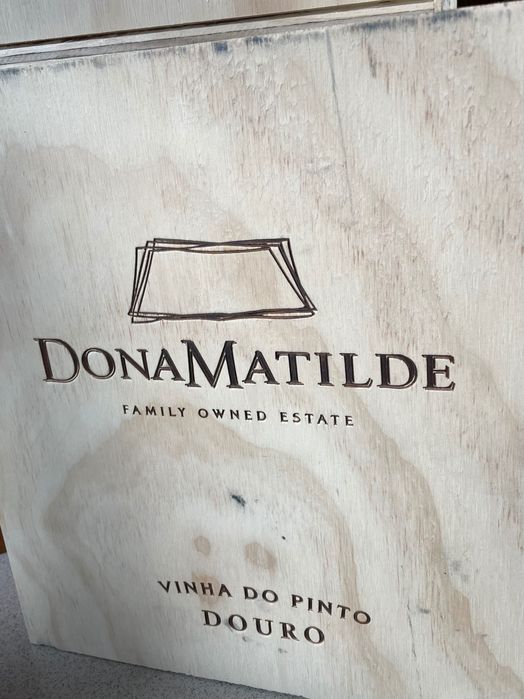 DONAMATILDE
FAMILY OWNED ESTATE
VINHA DO PINTO
DOURO